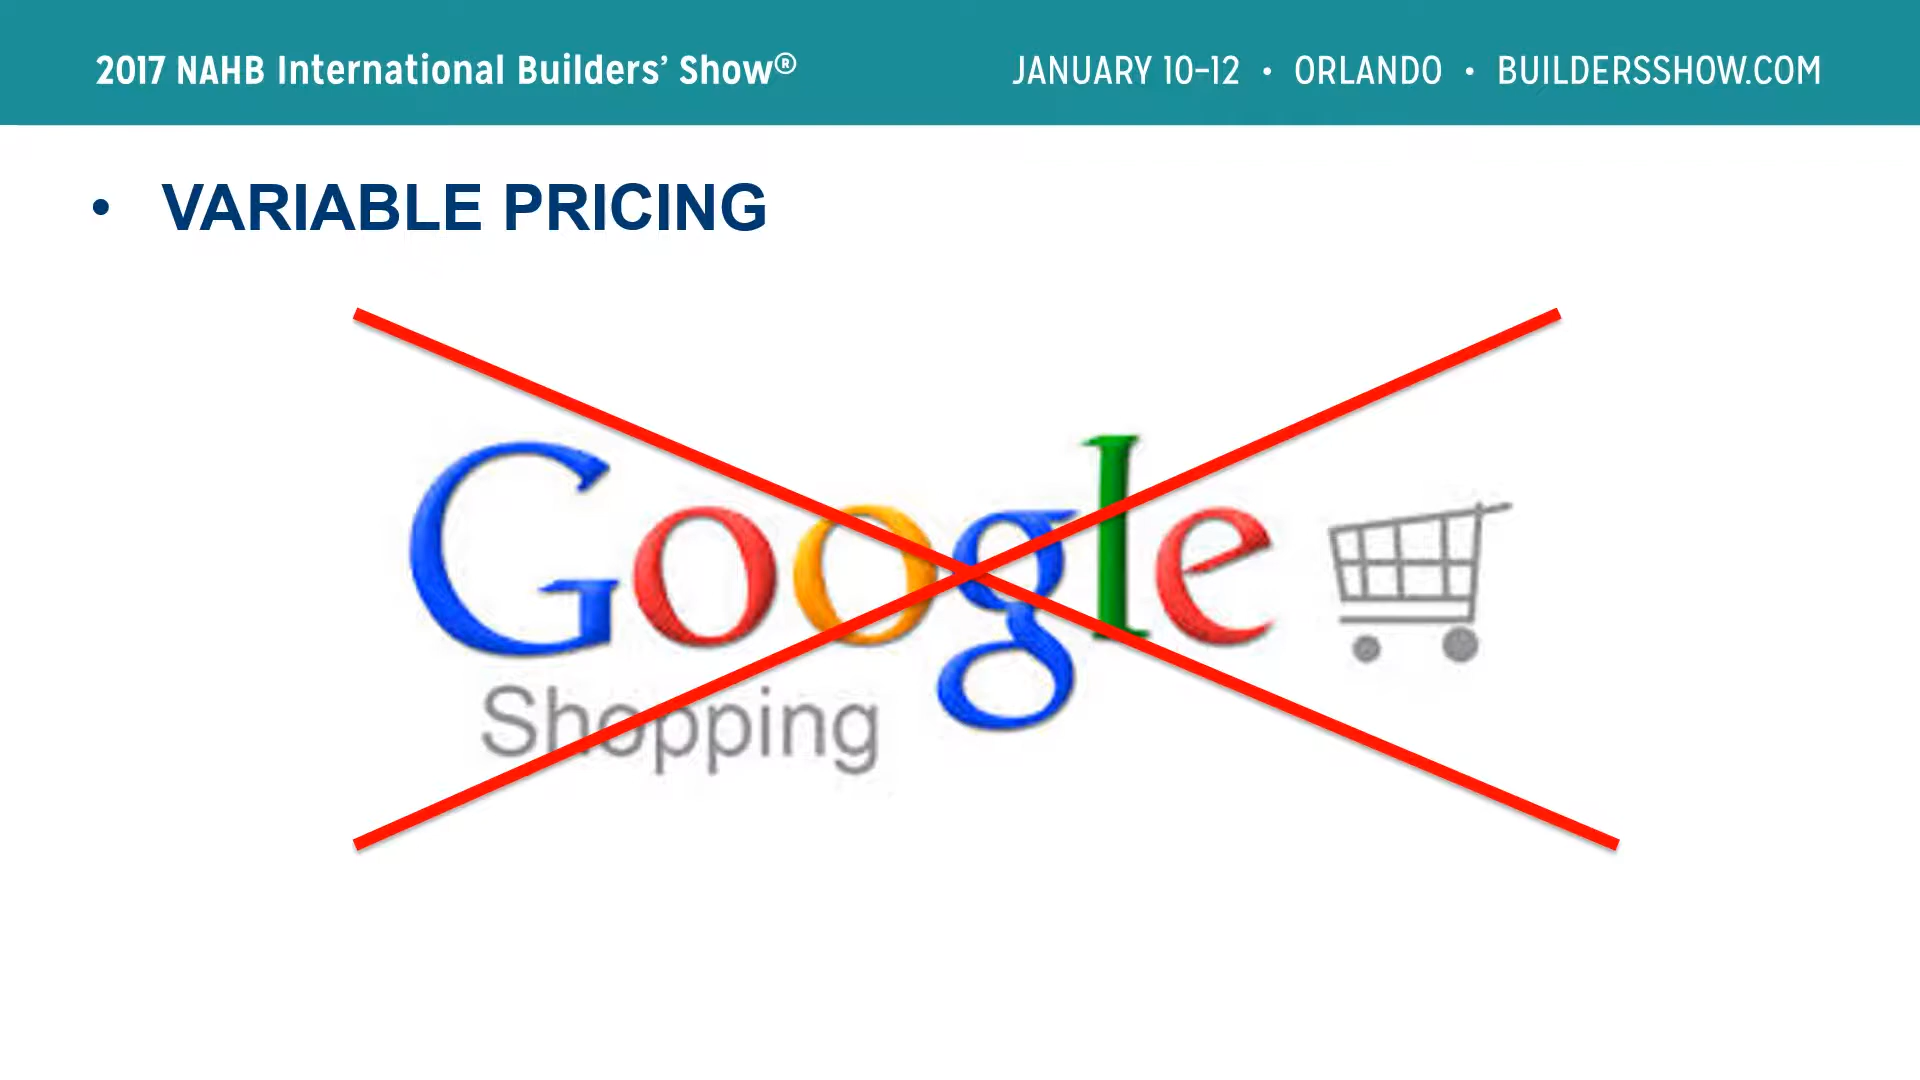 2017 NAHB International Builders’ Show®
JANUARY 10–12 • ORLANDO • BUILDERSSHOW.COM
• VARIABLE PRICING
Google
Shopping